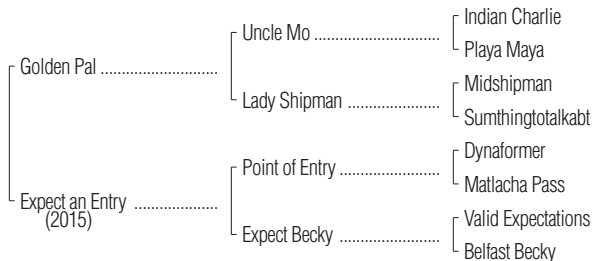 Indian Charlie
Uncle Mo ........................
Playa Maya
Golden Pal ......................
Midshipman
Lady Shipman ..................
Sumthingtotalkabt
Dynaformer
Point of Entry ...................
Matlacha Pass
Expect an Entry ................
(2015)
Valid Expectations
Expect Becky ...................
Belfast Becky